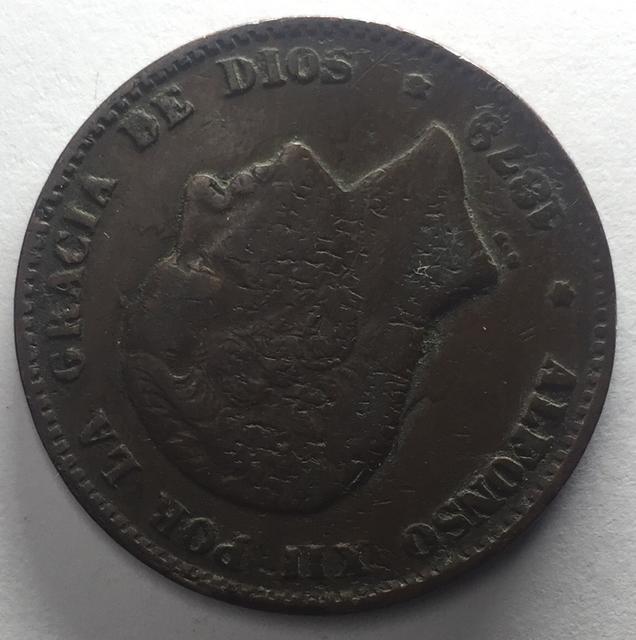 ALFONSO XII POR LA GRACIA DE DIOS
1879